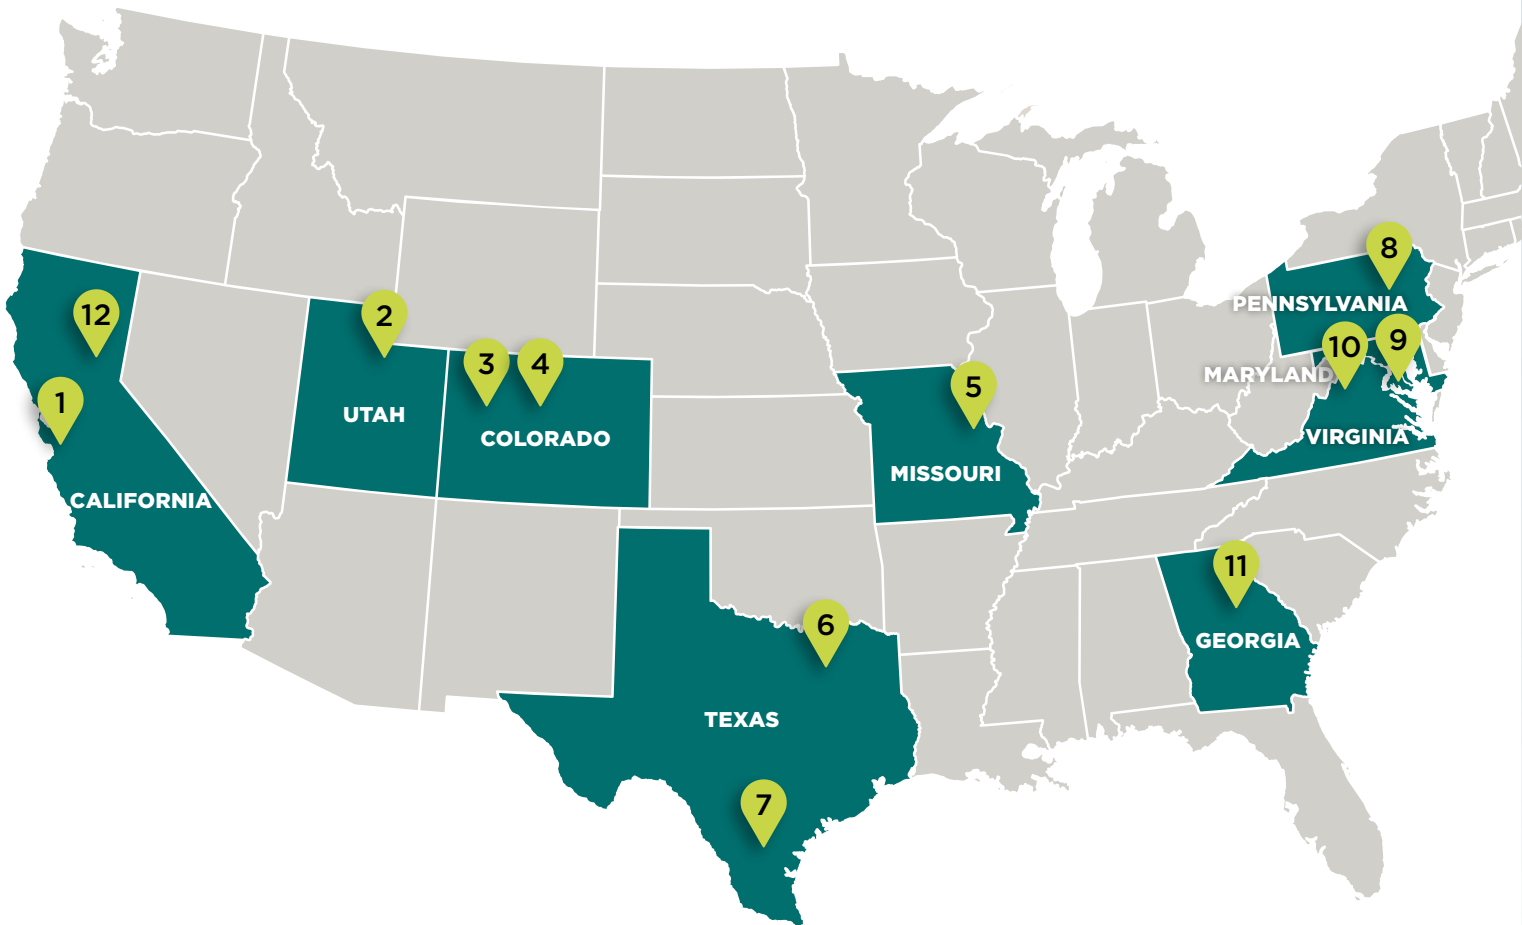 8
PENNSYLVANIA
12
2
10
9
3
4
MARYLAND
5
1
UTAH
COLORADO
VIRGINIA
MISSOURI
CALIFORNIA
11
6
GEORGIA
TEXAS
7